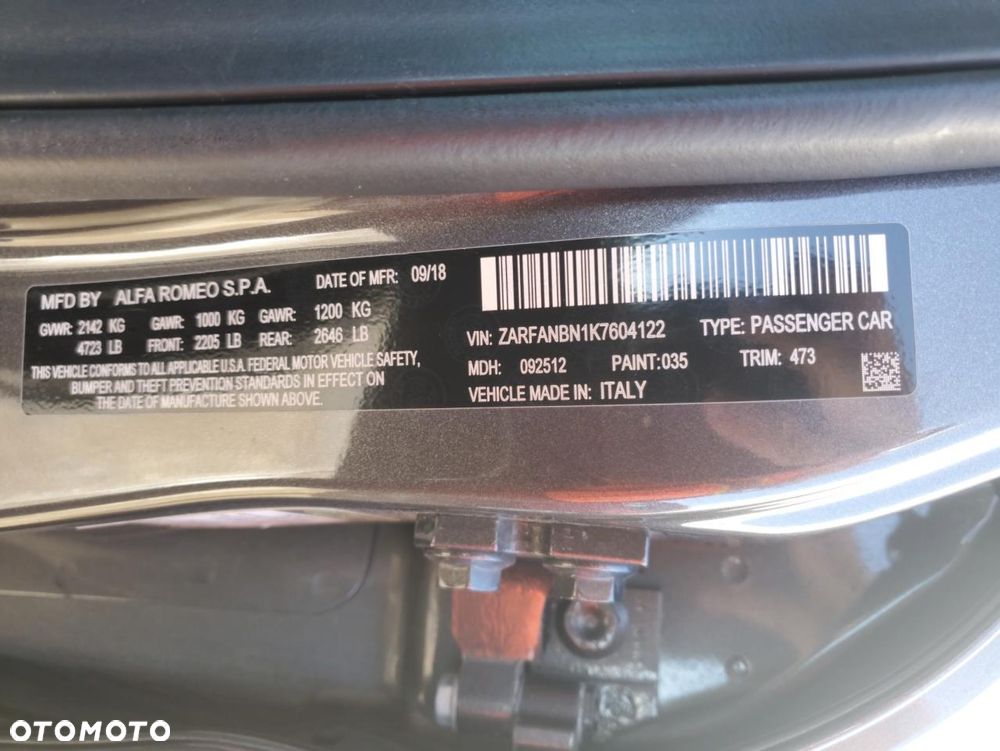 MFD BY ALFA ROMEO S.P.A. DATE OF MFR: 09/18
GVWR: 2142 KG GAWR: 1000 KG GAWR: 1200 KG
4723 LB FRONT: 2205 LB REAR: 2646 LB
THIS VEHICLE CONFORMS TO ALL APPLICABLE U.S.A. FEDERAL MOTOR VEHICLE SAFETY,
BUMPER AND THEFT PREVENTION STANDARDS IN EFFECT ON
THE DATE OF MANUFACTURE SHOWN ABOVE.
VIN: ZARFANBN1K7604122 TYPE: PASSENGER CAR
MDH: 092512 PAINT:035 TRIM: 473
VEHICLE MADE IN: ITALY
OTOMOTO